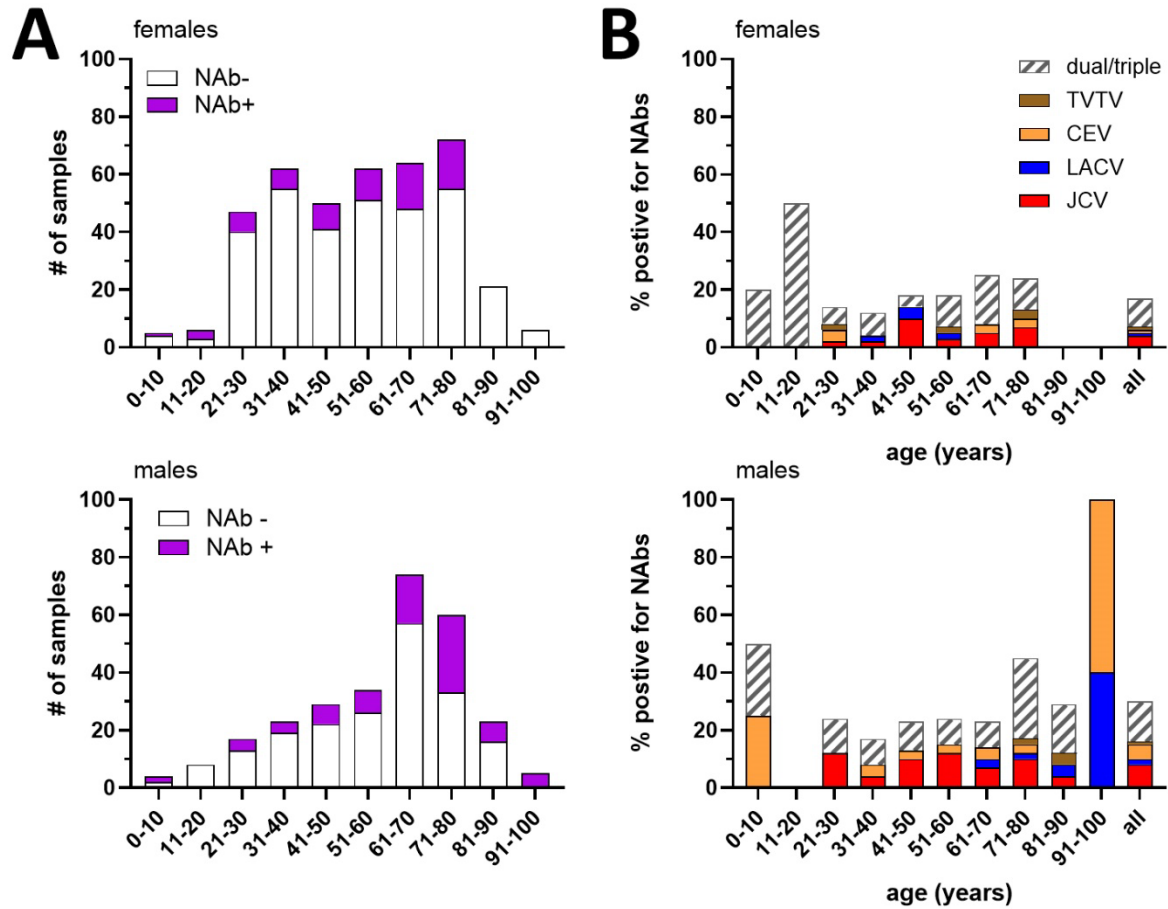 A
females
# of samples
100
80
60
40
20
0
NAb-
NAb+
0-10
11-20
21-30
31-40
41-50
51-60
61-70
71-80
81-90
91-100
B
females
% postive for NAbs
100
80
60
40
20
0
dual/triple
TVTV
CEV
LACV
JCV
0-10
11-20
21-30
31-40
41-50
51-60
61-70
71-80
81-90
91-100
all
age (years)
males
# of samples
100
80
60
40
20
0
NAb -
NAb +
0-10
11-20
21-30
31-40
41-50
51-60
61-70
71-80
81-90
91-100
males
% postive for NAbs
100
80
60
40
20
0
0-10
11-20
21-30
31-40
41-50
51-60
61-70
71-80
81-90
91-100
all
age (years)